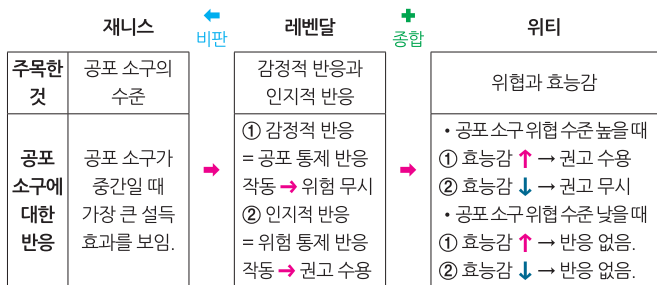 재니스 비판 레벤달 종합 위티
주목한 것 공포 소구의 수준 감정적 반응과 인지적 반응 위협과 효능감
공포 소구에 대한 반응
공포 소구가
중간일 때
가장 큰 설득
효과를 보임.
① 감정적 반응
= 공포 통제 반응
작동 → 위험 무시
② 인지적 반응
= 위험 통제 반응
작동 → 권고 수용
• 공포 소구 위협 수준 높을 때
① 효능감 ↑ → 권고 수용
② 효능감 ↓ → 권고 무시
• 공포 소구 위협 수준 낮을 때
① 효능감 ↑ → 반응 없음.
② 효능감 ↓ → 반응 없음.